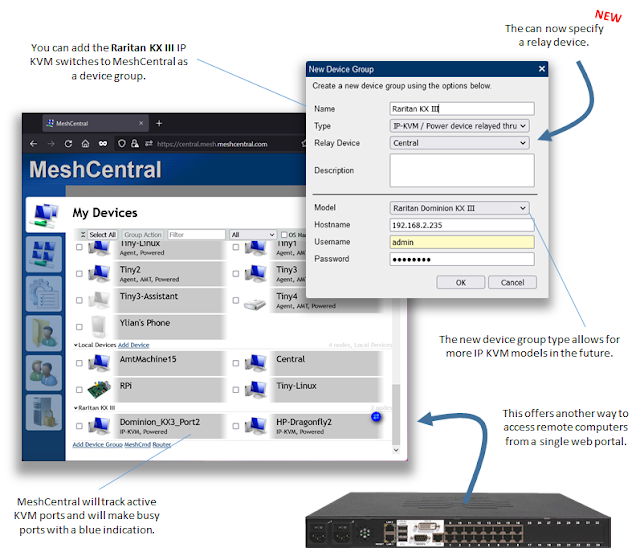 NEW
The can now specify
a relay device.
You can add the Raritan KX III IP
KVM switches to MeshCentral as
a device group.
New Device Group
Create a new device group using the options below.
Name
Raritan KX III
Type
IP-KVM / Power device relayed thru
Relay Device
Central
Description
Model
Raritan Dominion KX III
Hostname
192.168.2.235
Username
admin
Password
OK
Cancel
MeshCentral
https://central.mesh.meshcentral.com
MeshCentral
My Devices
Select All
Group Action
Filter
All
OS
Tiny-Linux
Agent, Powered
Tiny1
Agent, AMT, Powered
Tiny2
Agent, AMT, Powered
Tiny3
Agent, AMT, Powered
Tiny3-Assistant
Tiny4
Agent, Powered
Ylian's Phone
Local Devices Add Device
4 nodes, Local Devices
AmtMachine15
Central
RPi
Tiny-Linux
Raritan KX III
Dominion_KX3_Port2
IP-KVM, Powered
HP-Dragonfly2
IP-KVM, Powered
Add Device Group MeshCmd Router
The new device group type allows for
more IP KVM models in the future.
This offers another way to
access remote computers
from a single web portal.
MeshCentral will track active
KVM ports and will make busy
ports with a blue indication.